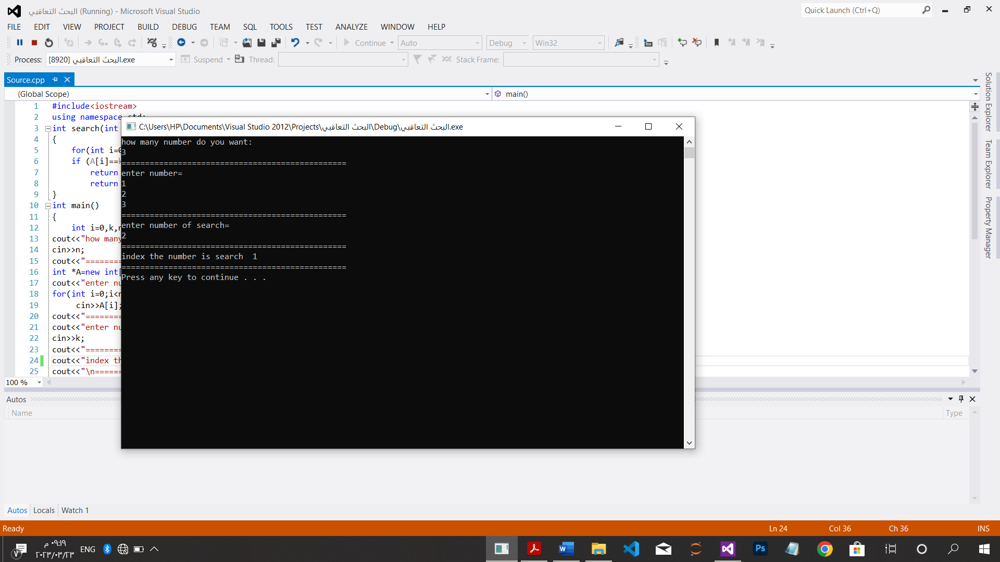 البحث التعاقبي (Running) - Microsoft Visual Studio
Quick Launch (Ctrl+Q)
FILE EDIT VIEW PROJECT BUILD DEBUG TEAM SQL TOOLS TEST ANALYZE WINDOW HELP
Continue Auto Debug Win32
Process: [8920] البحث التعاقبي.exe Suspend Thread: Stack Frame:
Source.cpp
(Global Scope) main()
1 #include<iostream>
2 using namespace std;
3 int search(int
4 {
5 for(int i=0
6 if (A[i]==k
7 return
8 return
9 }
10 int main()
11 {
12 int i=0,k,n
13 cout<<"how many
14 cin>>n;
15 cout<<"=========
16 int *A=new int[
17 cout<<"enter nu
18 for(int i=0;i<n
19 cin>>A[i];
20 cout<<"=========
21 cout<<"enter nu
22 cin>>k;
23 cout<<"=========
24 cout<<"index th
25 cout<<"\n======
C:\Users\HP\Documents\Visual Studio 2012\Projects\البحث التعاقبي\Debug\البحث التعاقبي.exe
how many number do you want:
3
================================================
enter number=
1
2
3
================================================
enter number of search=
2
================================================
index the number is search  1
================================================
Press any key to continue . . .
Solution Explorer
Team Explorer
Property Manager
100 %
Autos
Name Type
Autos Locals Watch 1
Ready Ln 24 Col 36 Ch 36 INS
٠٩:١٩ م
٢٠٢٣/٠٣/٢٣
٧
ENG
Ps